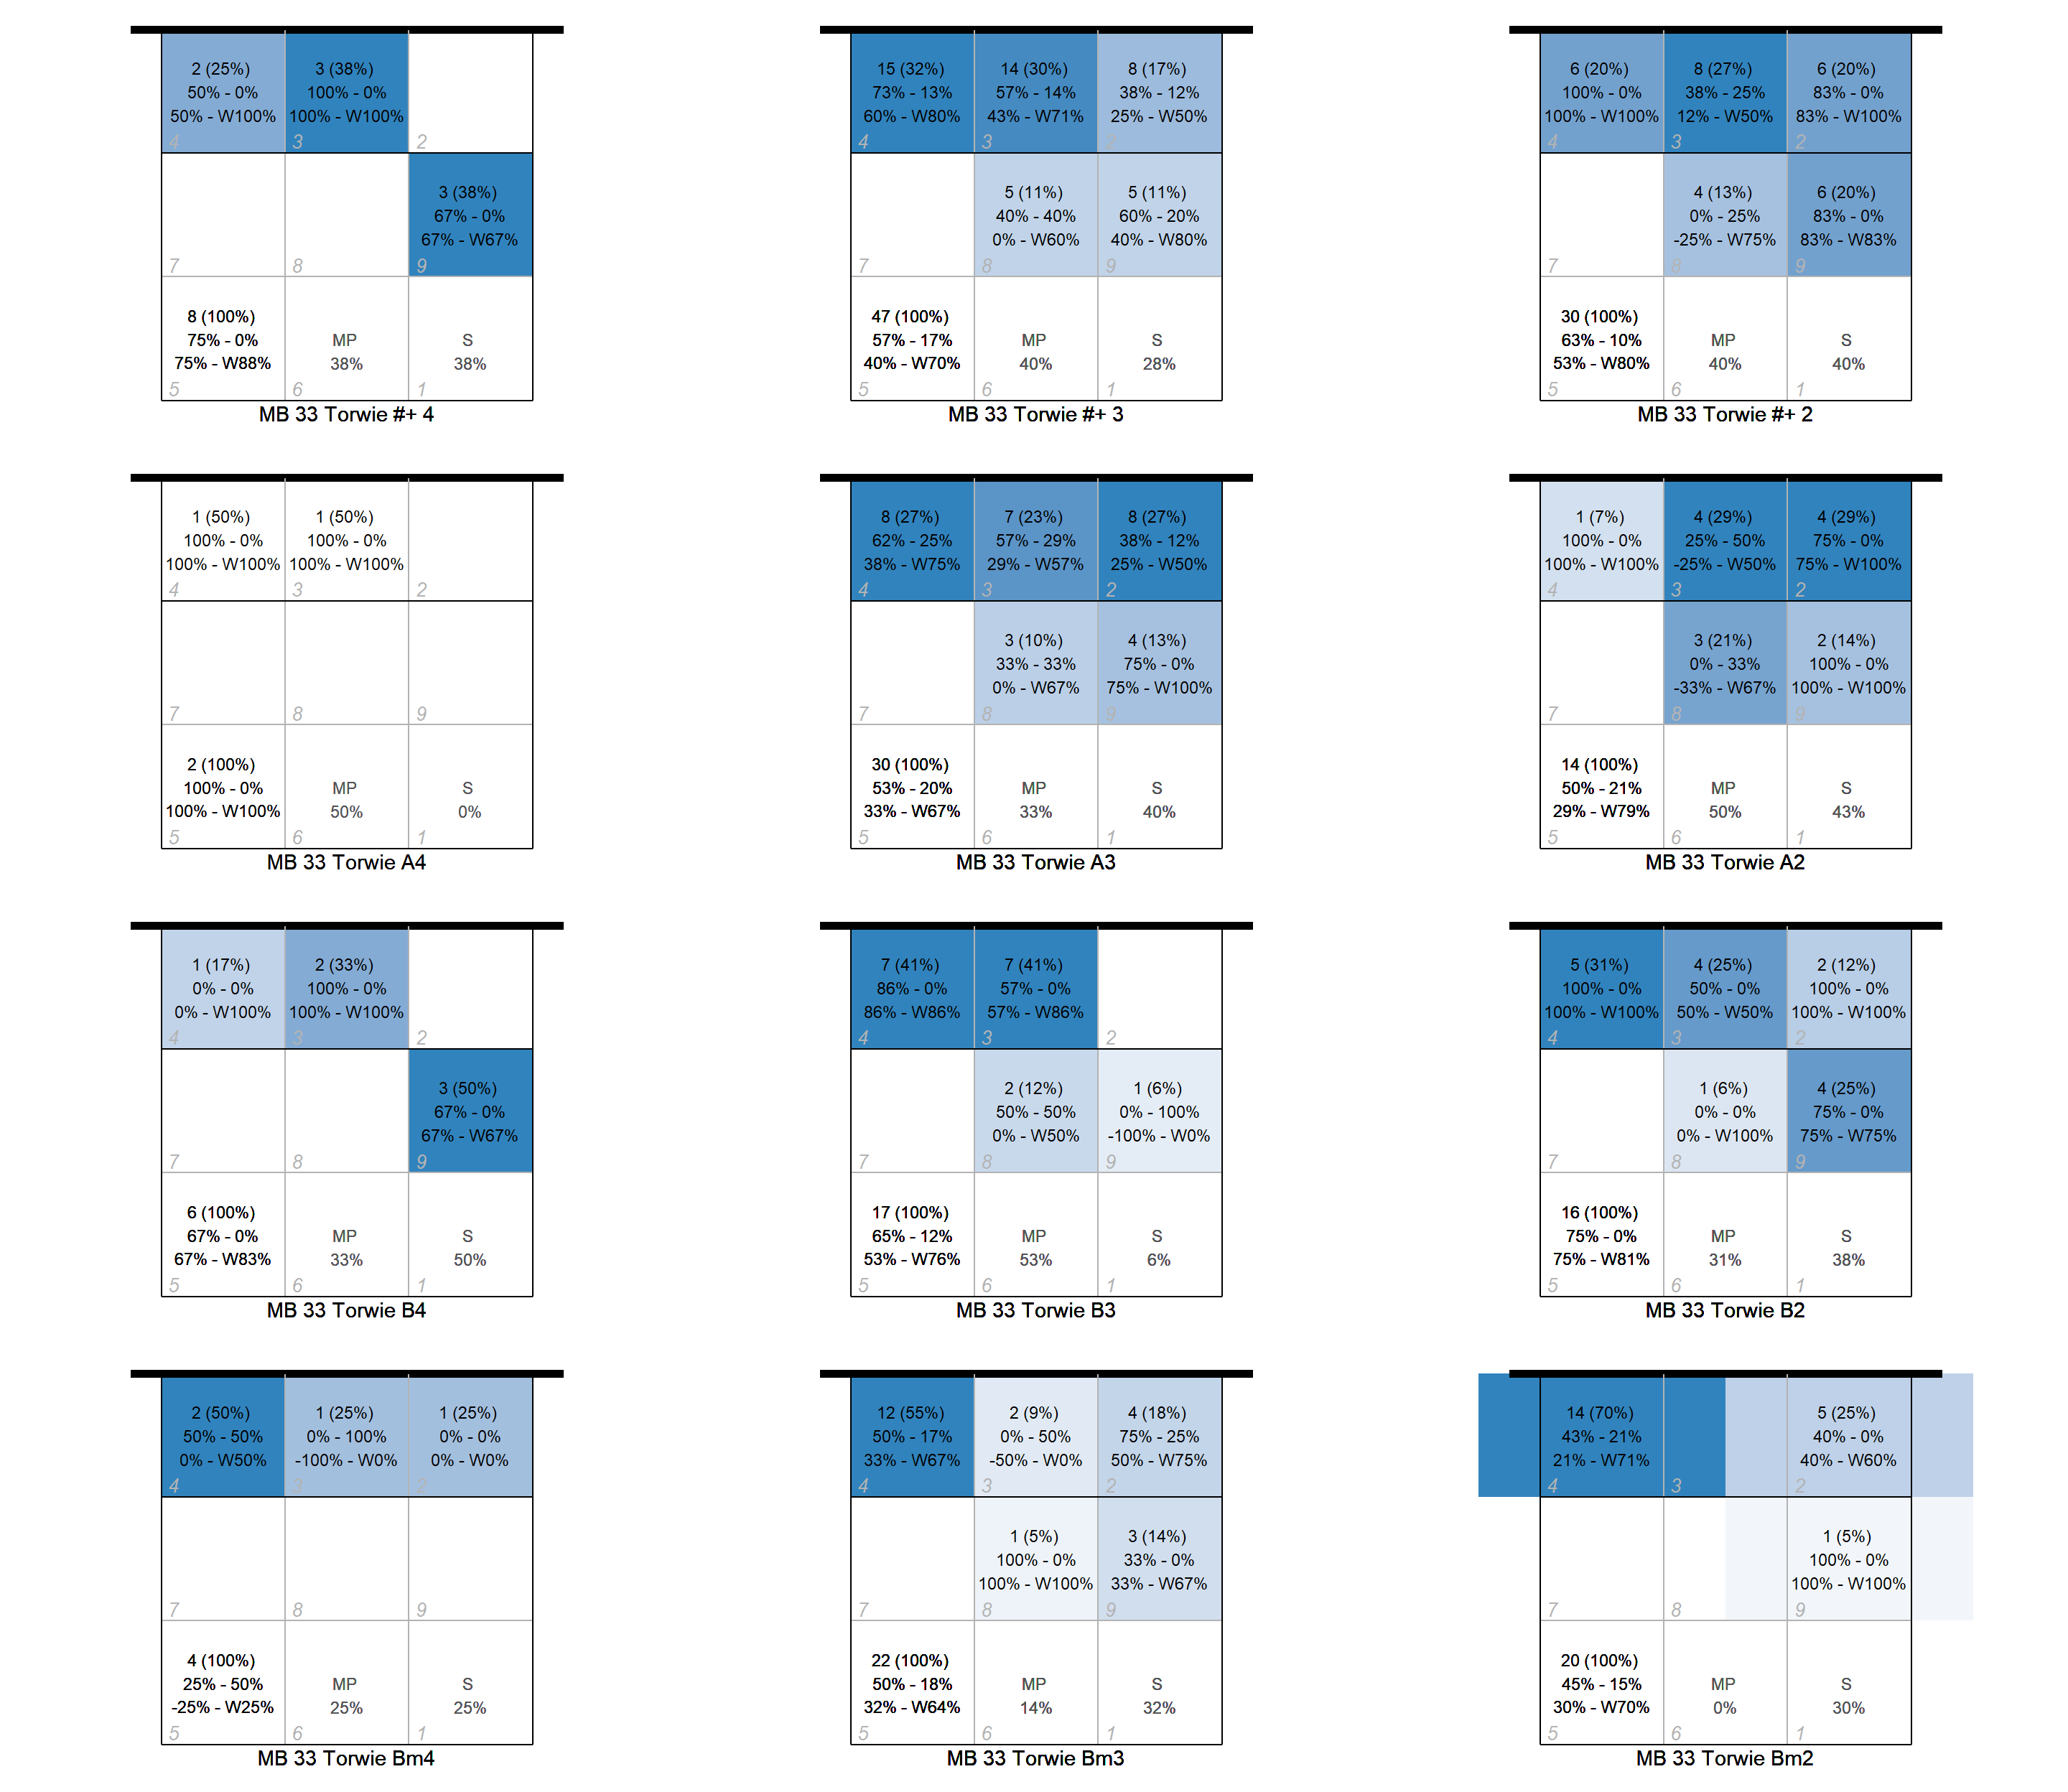 2 (25%)
50% - 0%
50% - W100%
4
3 (38%)
100% - 0%
100% - W100%
3
2
7
8
3 (38%)
67% - 0%
67% - W67%
9
8 (100%)
75% - 0%
75% - W88%
5
MP
38%
6
S
38%
1
MB 33 Torwie #+ 4
15 (32%)
73% - 13%
60% - W80%
4
14 (30%)
57% - 14%
43% - W71%
3
8 (17%)
38% - 12%
25% - W50%
2
7
5 (11%)
40% - 40%
0% - W60%
8
5 (11%)
60% - 20%
40% - W80%
9
47 (100%)
57% - 17%
40% - W70%
5
MP
40%
6
S
28%
1
MB 33 Torwie #+ 3
6 (20%)
100% - 0%
100% - W100%
4
8 (27%)
38% - 25%
12% - W50%
3
6 (20%)
83% - 0%
83% - W100%
2
7
4 (13%)
0% - 25%
-25% - W75%
8
6 (20%)
83% - 0%
83% - W83%
9
30 (100%)
63% - 10%
53% - W80%
5
MP
40%
6
S
40%
1
MB 33 Torwie #+ 2
1 (50%)
100% - 0%
100% - W100%
4
1 (50%)
100% - 0%
100% - W100%
3
2
7
8
9
2 (100%)
100% - 0%
100% - W100%
5
MP
50%
6
S
0%
1
MB 33 Torwie A4
8 (27%)
62% - 25%
38% - W75%
4
7 (23%)
57% - 29%
29% - W57%
3
8 (27%)
38% - 12%
25% - W50%
2
7
3 (10%)
33% - 33%
0% - W67%
8
4 (13%)
75% - 0%
75% - W100%
9
30 (100%)
53% - 20%
33% - W67%
5
MP
33%
6
S
40%
1
MB 33 Torwie A3
1 (7%)
100% - 0%
100% - W100%
4
4 (29%)
25% - 50%
-25% - W50%
3
4 (29%)
75% - 0%
75% - W100%
2
7
3 (21%)
0% - 33%
-33% - W67%
8
2 (14%)
100% - 0%
100% - W100%
9
14 (100%)
50% - 21%
29% - W79%
5
MP
50%
6
S
43%
1
MB 33 Torwie A2
1 (17%)
0% - 0%
0% - W100%
4
2 (33%)
100% - 0%
100% - W100%
3
2
7
8
3 (50%)
67% - 0%
67% - W67%
9
6 (100%)
67% - 0%
67% - W83%
5
MP
33%
6
S
50%
1
MB 33 Torwie B4
7 (41%)
86% - 0%
86% - W86%
4
7 (41%)
57% - 0%
57% - W86%
3
2
7
2 (12%)
50% - 50%
0% - W50%
8
1 (6%)
0% - 100%
-100% - W0%
9
17 (100%)
65% - 12%
53% - W76%
5
MP
53%
6
S
6%
1
MB 33 Torwie B3
5 (31%)
100% - 0%
100% - W100%
4
4 (25%)
50% - 0%
50% - W50%
3
2 (12%)
100% - 0%
100% - W100%
2
7
1 (6%)
0% - 0%
0% - W100%
8
4 (25%)
75% - 0%
75% - W75%
9
16 (100%)
75% - 0%
75% - W81%
5
MP
31%
6
S
38%
1
MB 33 Torwie B2
2 (50%)
50% - 50%
0% - W50%
4
1 (25%)
0% - 100%
-100% - W0%
3
1 (25%)
0% - 0%
0% - W0%
2
7
8
9
4 (100%)
25% - 50%
-25% - W25%
5
MP
25%
6
S
25%
1
MB 33 Torwie Bm4
12 (55%)
50% - 17%
33% - W67%
4
2 (9%)
0% - 50%
-50% - W0%
3
4 (18%)
75% - 25%
50% - W75%
2
7
1 (5%)
100% - 0%
100% - W100%
8
3 (14%)
33% - 0%
33% - W67%
9
22 (100%)
50% - 18%
32% - W64%
5
MP
14%
6
S
32%
1
MB 33 Torwie Bm3
14 (70%)
43% - 21%
21% - W71%
4
3
5 (25%)
40% - 0%
40% - W60%
2
7
8
1 (5%)
100% - 0%
100% - W100%
9
20 (100%)
45% - 15%
30% - W70%
5
MP
0%
6
S
30%
1
MB 33 Torwie Bm2